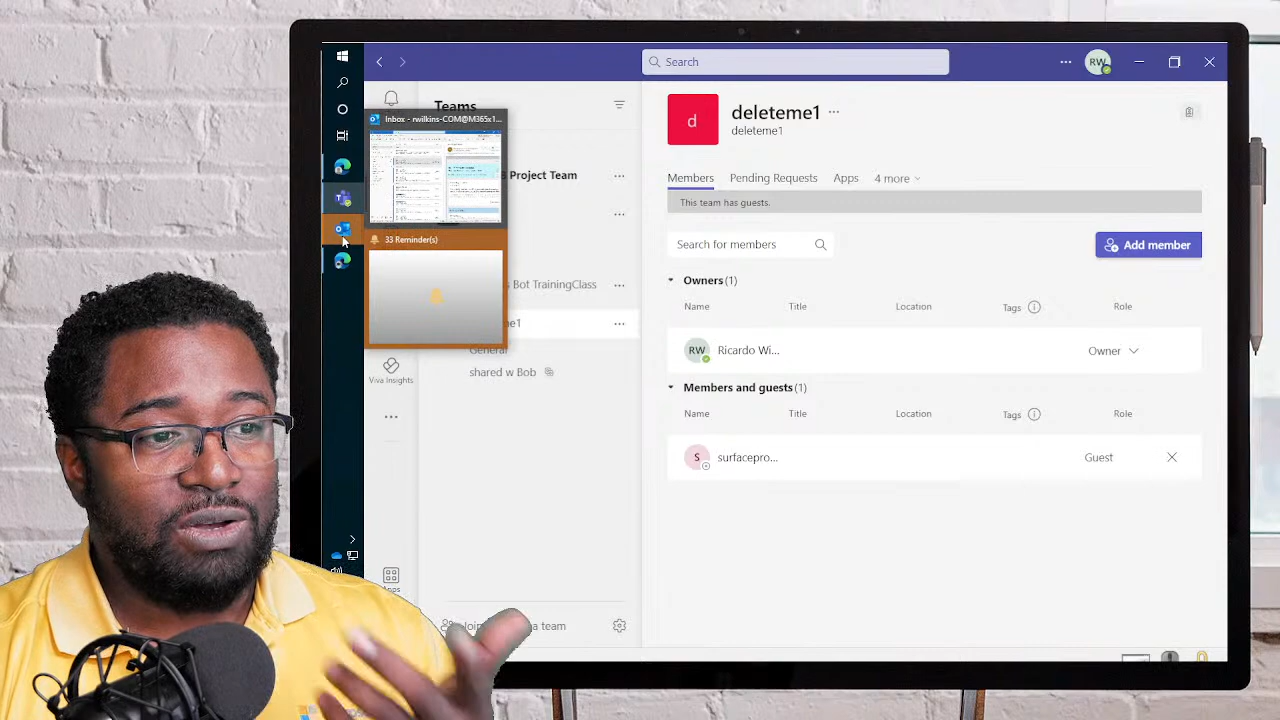 Search
RW
Teams
Inbox - rwilkins-COM@M365x1...
33 Reminder(s)
Project Team
Bot TrainingClass
General
shared w Bob
Viva Insights
Apps
a team
d
deleteme1
deleteme1
Members
Pending Requests
Apps
4 more
This team has guests.
Search for members
Add member
Owners (1)
Name
Title
Location
Tags
Role
RW
Ricardo Wi...
Owner
Members and guests (1)
Name
Title
Location
Tags
Role
S
surfacepro...
Guest